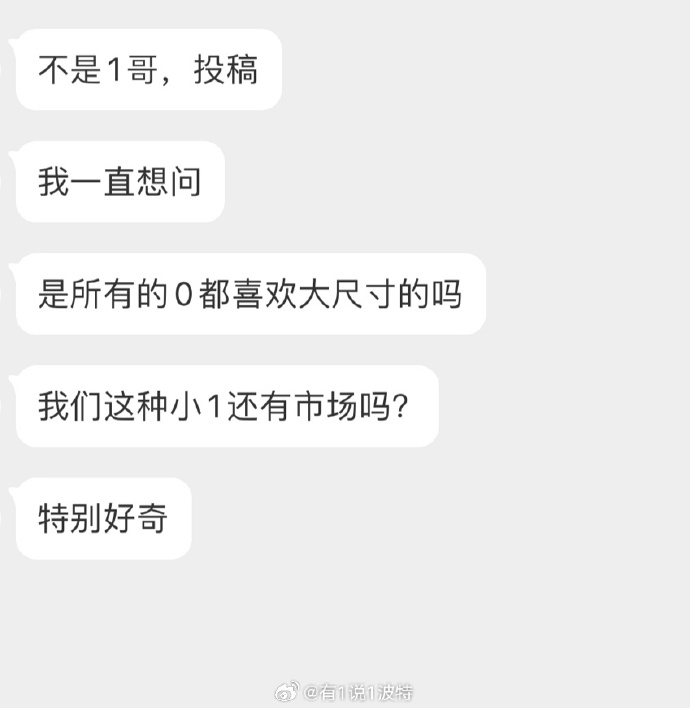 不是1哥，投稿
我一直想问
是所有的0都喜欢大尺寸的吗
我们这种小1还有市场吗？
特别好奇
@有1说1波特